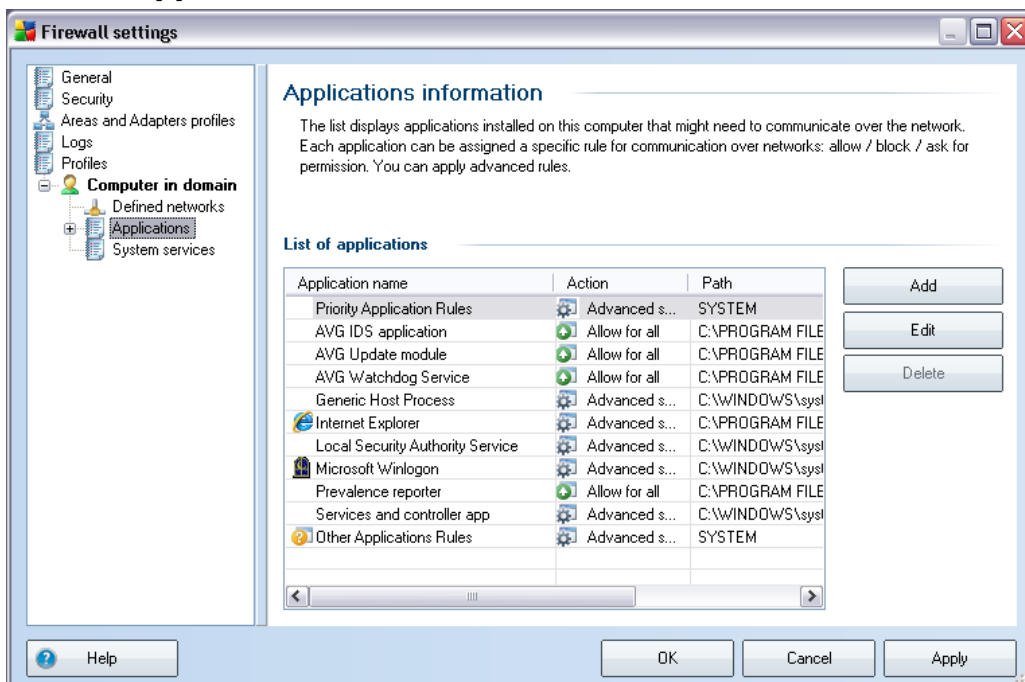 Firewall settings
General
Security
Areas and Adapters profiles
Logs
Profiles
Computer in domain
Defined networks
Applications
System services
Applications information
The list displays applications installed on this computer that might need to communicate over the network.
Each application can be assigned a specific rule for communication over networks: allow / block / ask for
permission. You can apply advanced rules.
List of applications
Application name Action Path
Priority Application Rules Advanced s... SYSTEM
AVG IDS application Allow for all C:\PROGRAM FILE
AVG Update module Allow for all C:\PROGRAM FILE
AVG Watchdog Service Allow for all C:\PROGRAM FILE
Generic Host Process Advanced s... C:\WINDOWS\syst
Internet Explorer Advanced s... C:\PROGRAM FILE
Local Security Authority Service Advanced s... C:\WINDOWS\syst
Microsoft Winlogon Advanced s... C:\WINDOWS\syst
Prevalence reporter Allow for all C:\PROGRAM FILE
Services and controller app Advanced s... C:\WINDOWS\syst
Other Applications Rules Advanced s... SYSTEM
Add
Edit
Delete
Help
OK
Cancel
Apply